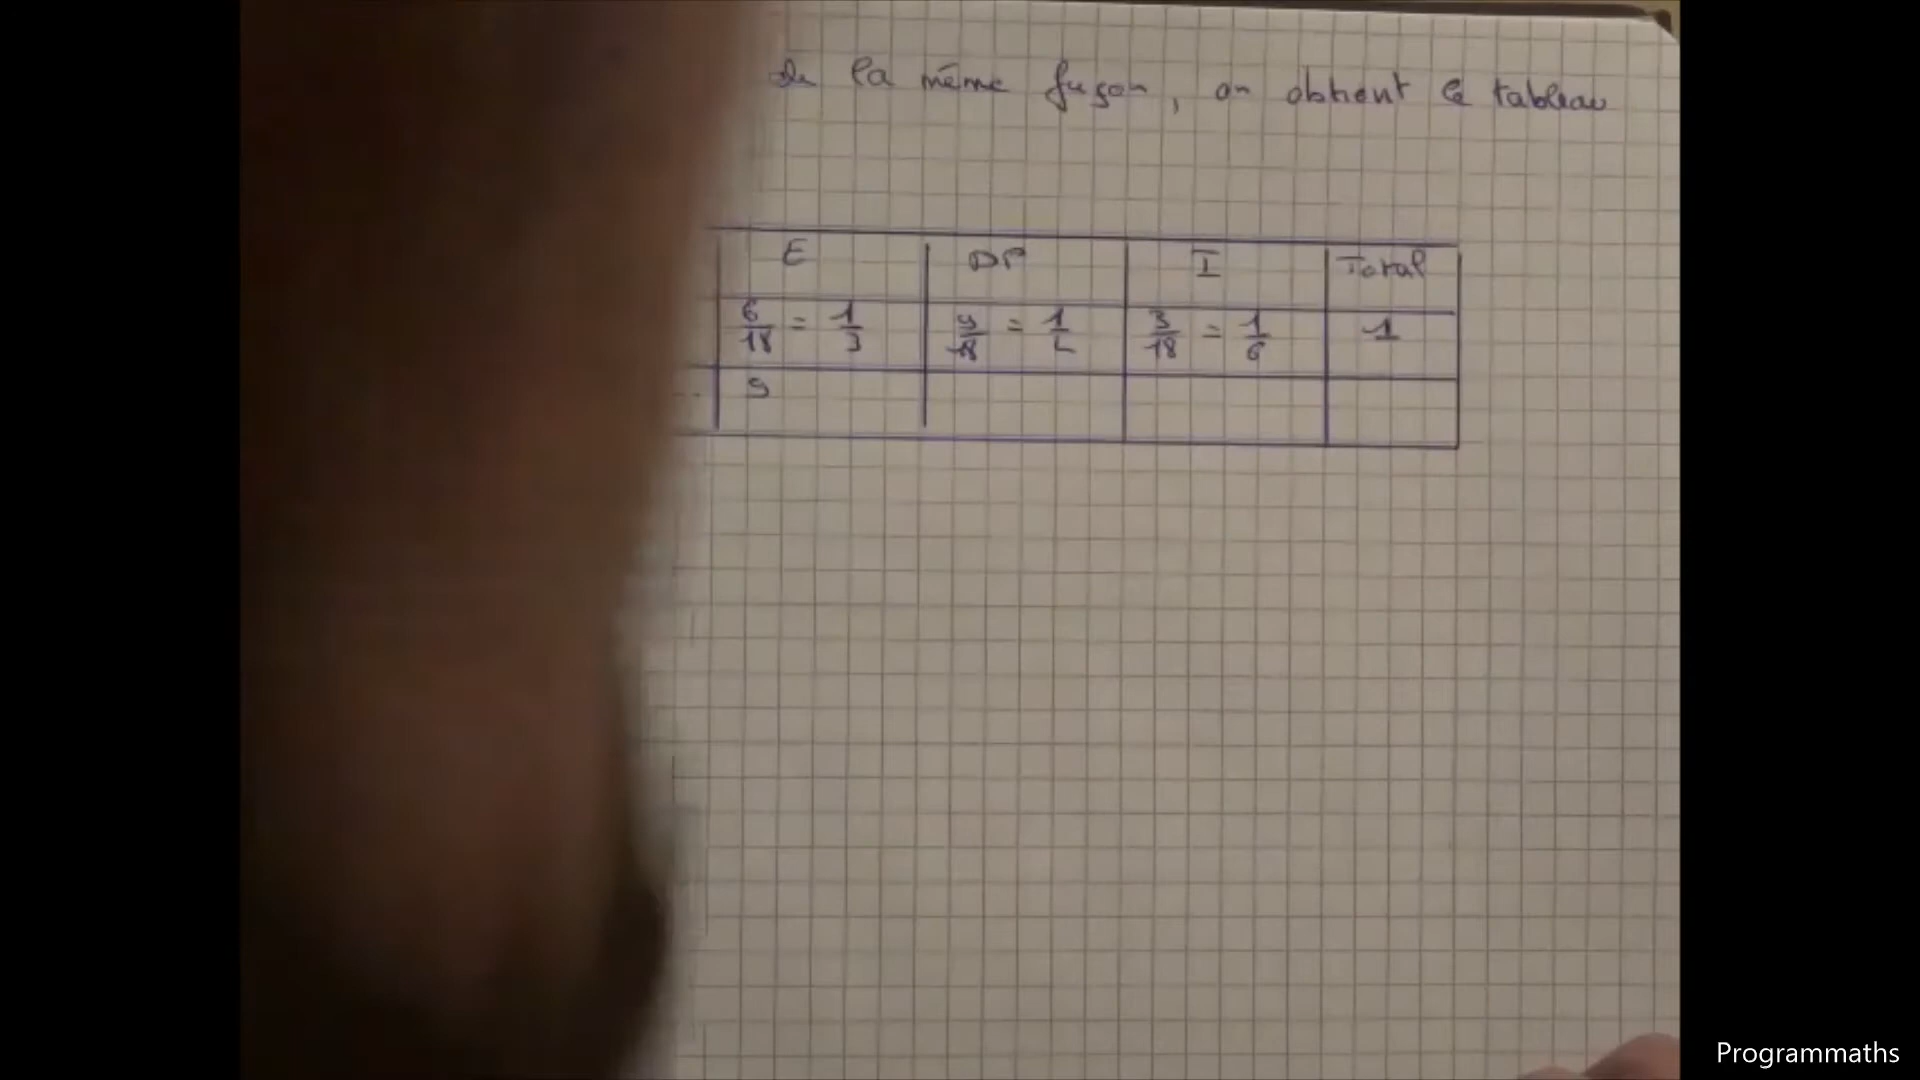 de la même façon, on obtient le tableau
E DP I Total
6/18 = 1/3 9/18 = 1/2 3/18 = 1/6 1
9
Programmaths